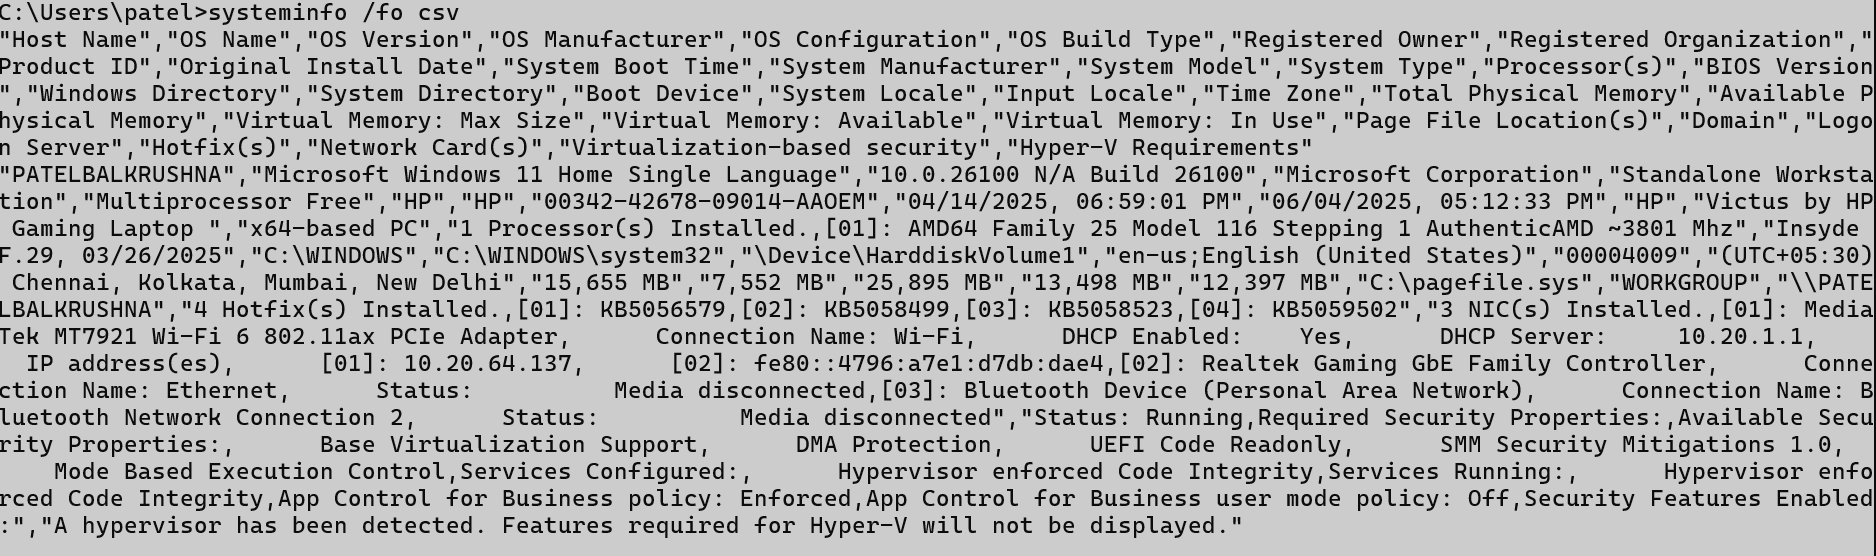 C:\Users\patel>systeminfo /fo csv
"Host Name","OS Name","OS Version","OS Manufacturer","OS Configuration","OS Build Type","Registered Owner","Registered Organization","
Product ID","Original Install Date","System Boot Time","System Manufacturer","System Model","System Type","Processor(s)","BIOS Version
","Windows Directory","System Directory","Boot Device","System Locale","Input Locale","Time Zone","Total Physical Memory","Available P
hysical Memory","Virtual Memory: Max Size","Virtual Memory: Available","Virtual Memory: In Use","Page File Location(s)","Domain","Logo
n Server","Hotfix(s)","Network Card(s)","Virtualization-based security","Hyper-V Requirements"
"PATELBALKRUSHNA","Microsoft Windows 11 Home Single Language","10.0.26100 N/A Build 26100","Microsoft Corporation","Standalone Worksta
tion","Multiprocessor Free","HP","HP","00342-42678-09014-AAOEM","04/14/2025, 06:59:01 PM","06/04/2025, 05:12:33 PM","HP","Victus by HP
 Gaming Laptop ","x64-based PC","1 Processor(s) Installed.,[01]: AMD64 Family 25 Model 116 Stepping 1 AuthenticAMD ~3801 Mhz","Insyde 
F.29, 03/26/2025","C:\WINDOWS","C:\WINDOWS\system32","\Device\HarddiskVolume1","en-us;English (United States)","00004009","(UTC+05:30)
 Chennai, Kolkata, Mumbai, New Delhi","15,655 MB","7,552 MB","25,895 MB","13,498 MB","12,397 MB","C:\pagefile.sys","WORKGROUP","\\PATE
LBALKRUSHNA","4 Hotfix(s) Installed.,[01]: KB5056579,[02]: KB5058499,[03]: KB5058523,[04]: KB5059502","3 NIC(s) Installed.,[01]: Media
Tek MT7921 Wi-Fi 6 802.11ax PCIe Adapter,      Connection Name: Wi-Fi,      DHCP Enabled:    Yes,      DHCP Server:     10.20.1.1,    
  IP address(es),      [01]: 10.20.64.137,      [02]: fe80::4796:a7e1:d7db:dae4,[02]: Realtek Gaming GbE Family Controller,      Conne
ction Name: Ethernet,      Status:          Media disconnected,[03]: Bluetooth Device (Personal Area Network),      Connection Name: B
luetooth Network Connection 2,      Status:          Media disconnected","Status: Running,Required Security Properties:,Available Secu
rity Properties:,      Base Virtualization Support,      DMA Protection,      UEFI Code Readonly,      SMM Security Mitigations 1.0,  
    Mode Based Execution Control,Services Configured:,      Hypervisor enforced Code Integrity,Services Running:,      Hypervisor enfo
rced Code Integrity,App Control for Business policy: Enforced,App Control for Business user mode policy: Off,Security Features Enabled
:","A hypervisor has been detected. Features required for Hyper-V will not be displayed."